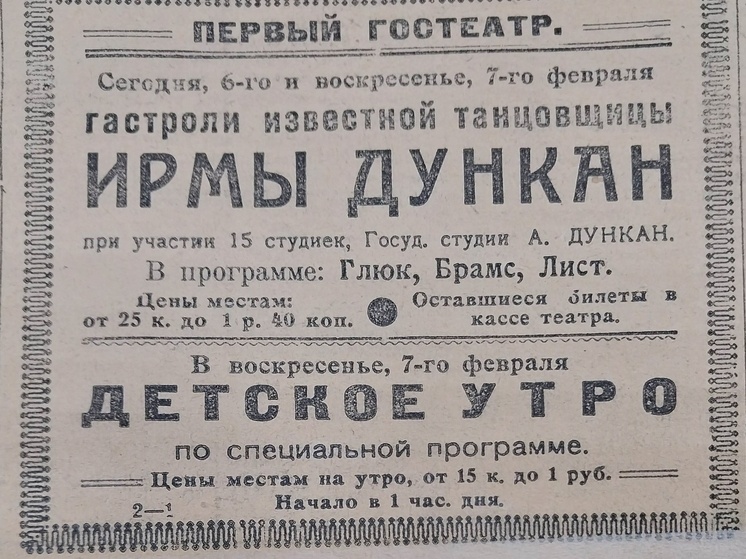 ПЕРВЫЙ ГОСТЕАТР.
Сегодня, 6-го и воскресенье, 7-го февраля
гастроли известной танцовщицы
ИРМЫ ДУНКАН
при участии 15 студиек, Госуд. студии А. ДУНКАН.
В программе: Глюк, Брамс, Лист.
Цены местам:
от 25 к. до 1 р. 40 коп.
Оставшиеся билеты в
кассе театра.
В воскресенье, 7-го февраля
ДЕТСКОЕ УТРО
по специальной программе.
Цены местам на утро, от 15 к. до 1 руб.
2—1
Начало в 1 час. дня.